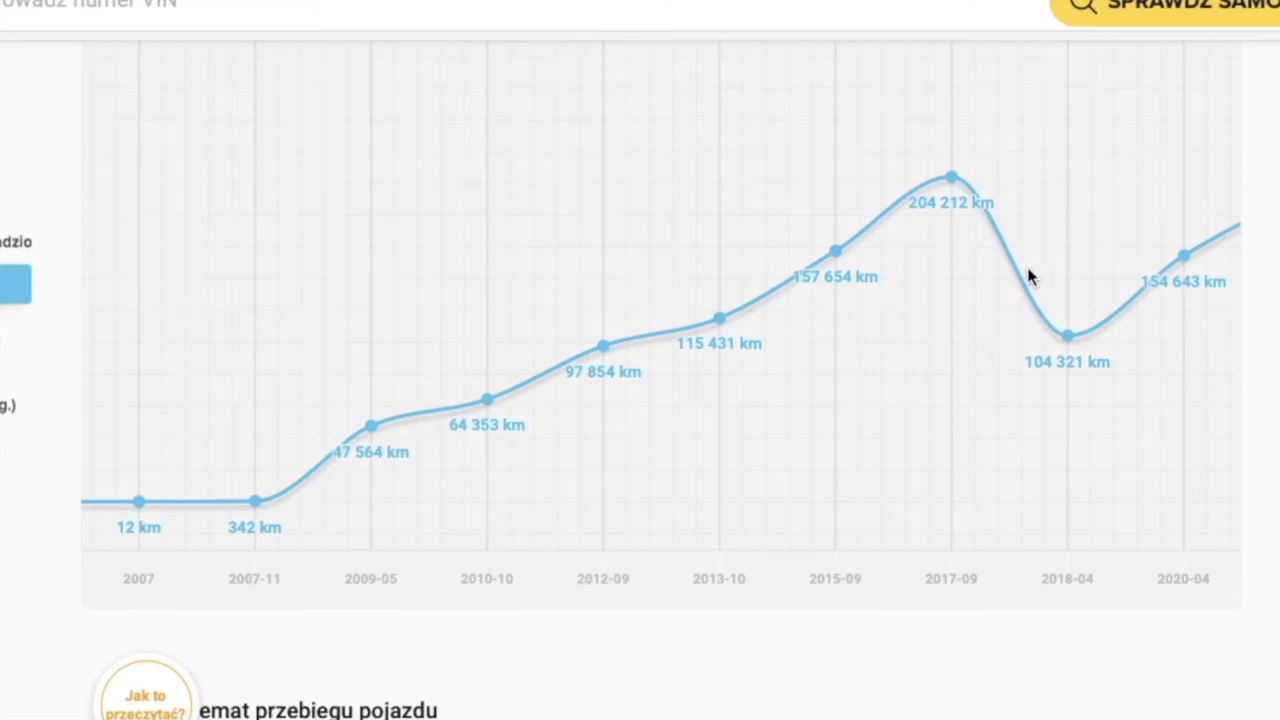 numer VIN
SPRAWDŹ
204 212 km
157 654 km
154 643 km
115 431 km
104 321 km
97 854 km
64 353 km
47 564 km
12 km
342 km
2007
2007-11
2009-05
2010-10
2012-09
2013-10
2015-09
2017-09
2018-04
2020-04
Jak to
przeczytać?
emat przebiegu pojazdu